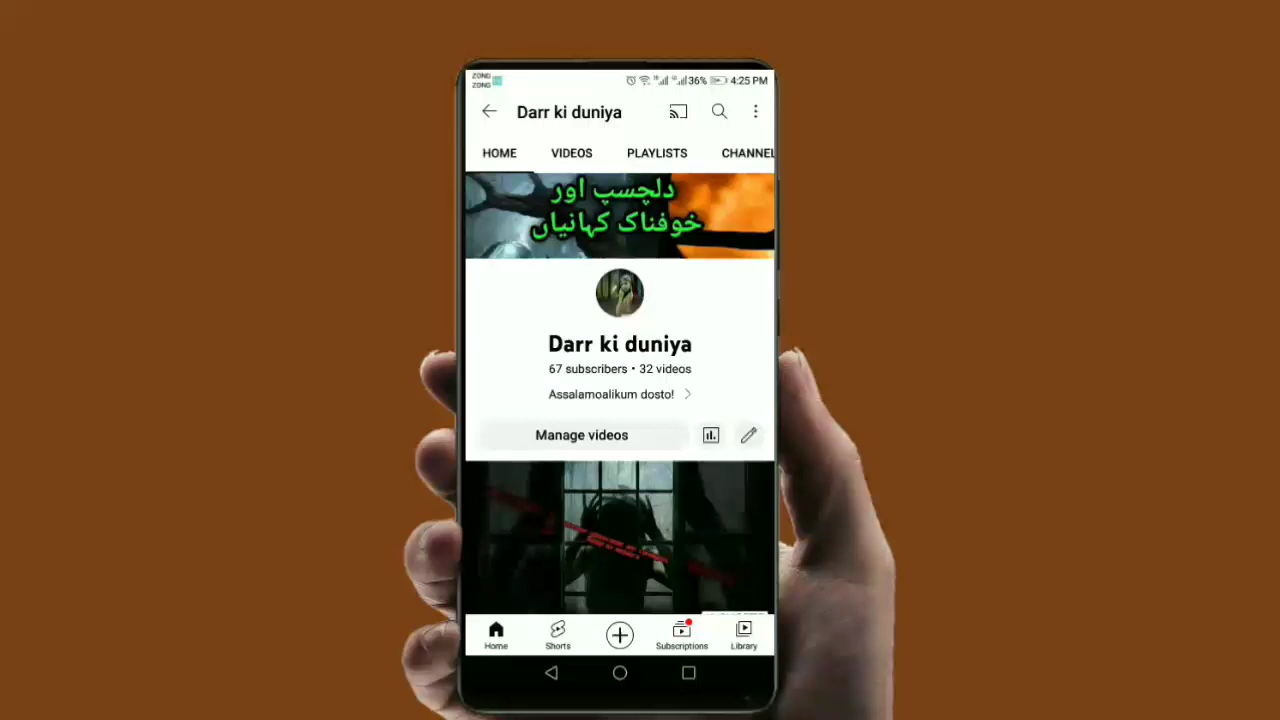 ZONG
ZONG
36% 4:25 PM
Darr ki duniya
HOME VIDEOS PLAYLISTS CHANNEL
دلچسپ اور
خوفناک کہانیاں
Darr ki duniya
67 subscribers • 32 videos
Assalamoalikum dosto!
Manage videos
Home Shorts Subscriptions Library